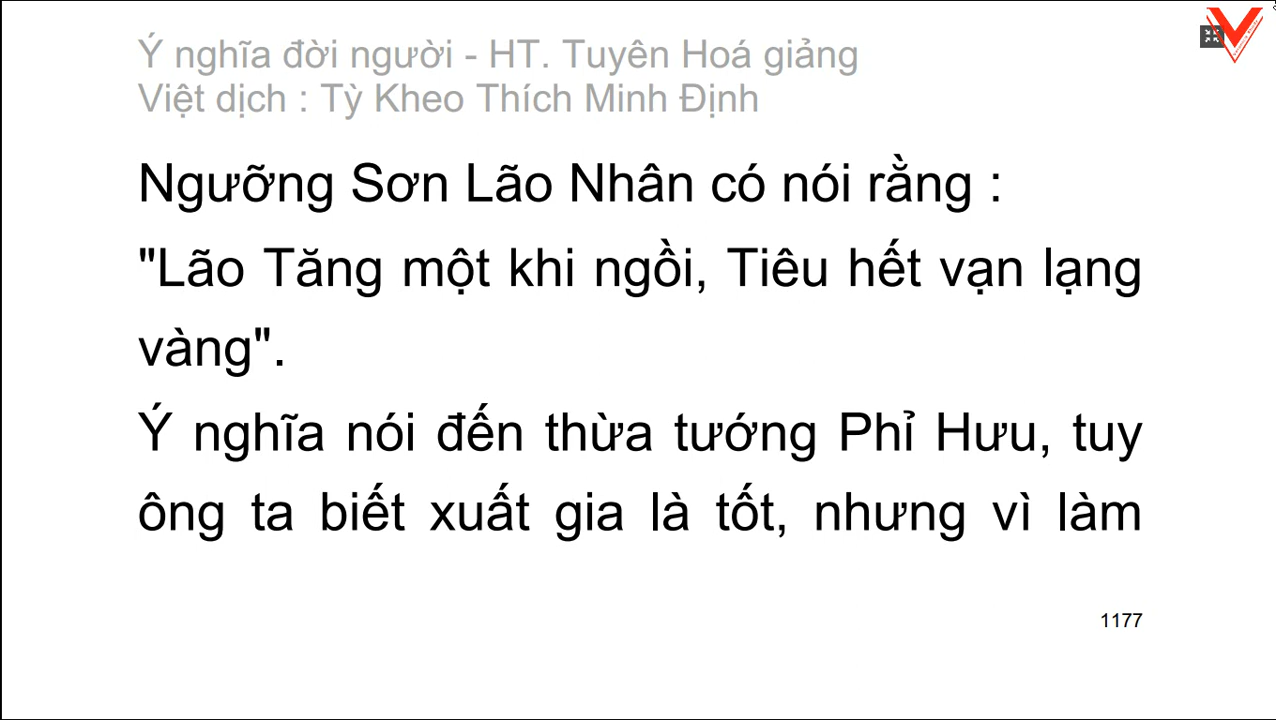 Ý nghĩa đời người - HT. Tuyên Hoá giảng
Việt dịch : Tỳ Kheo Thích Minh Định
Ngưỡng Sơn Lão Nhân có nói rằng :
"Lão Tăng một khi ngồi, Tiêu hết vạn lạng
vàng".
Ý nghĩa nói đến thừa tướng Phỉ Hưu, tuy
ông ta biết xuất gia là tốt, nhưng vì làm
1177